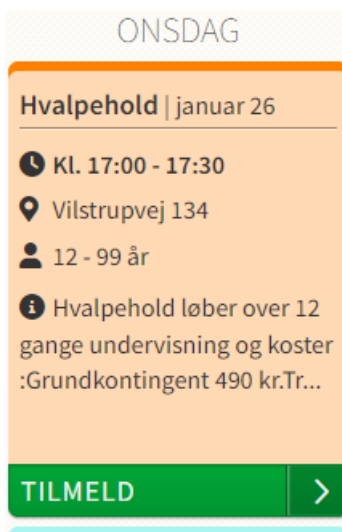 ONSDAG
Hvalpehold | januar 26
Kl. 17:00 - 17:30
Vilstrupvej 134
12 - 99 år
Hvalpehold løber over 12
gange undervisning og koster
:Grundkontingent 490 kr.Tr...
TILMELD